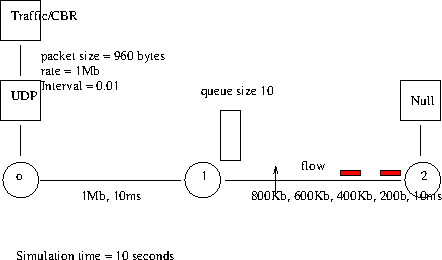 Traffic/CBR
packet size = 960 bytes
rate = 1Mb
Interval = 0.01
UDP
queue size 10
Null
flow
0
1
2
1Mb, 10ms
800Kb, 600Kb, 400Kb, 200b, 10ms
Simulation time = 10 seconds